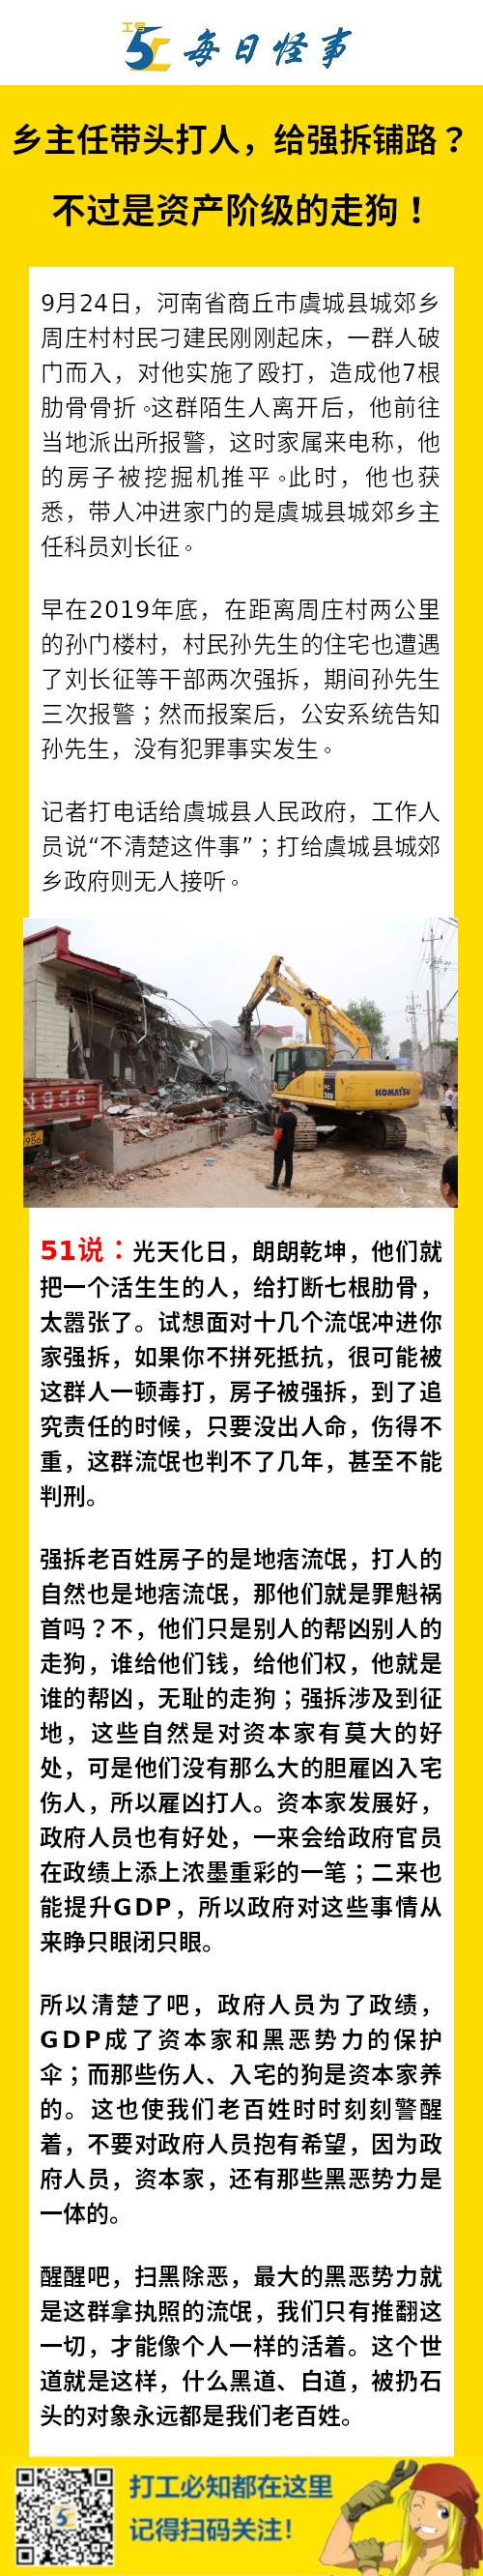 工管
5C
每日怪事
乡主任带头打人，给强拆铺路？
不过是资产阶级的走狗！
9月24日，河南省商丘市虞城县城郊乡
周庄村村民刁建民刚刚起床，一群人破
门而入，对他实施了殴打，造成他7根
肋骨骨折。这群陌生人离开后，他前往
当地派出所报警，这时家属来电称，他
的房子被挖掘机推平。此时，他也获
悉，带人冲进家门的是虞城县城郊乡主
任科员刘长征。
早在2019年底，在距离周庄村两公里
的孙门楼村，村民孙先生的住宅也遭遇
了刘长征等干部两次强拆，期间孙先生
三次报警；然而报案后，公安系统告知
孙先生，没有犯罪事实发生。
记者打电话给虞城县人民政府，工作人
员说“不清楚这件事”；打给虞城县城郊
乡政府则无人接听。
N956
956
PC
300
KOMATSU
51说：光天化日，朗朗乾坤，他们就
把一个活生生的人，给打断七根肋骨，
太嚣张了。试想面对十几个流氓冲进你
家强拆，如果你不拼死抵抗，很可能被
这群人一顿毒打，房子被强拆，到了追
究责任的时候，只要没出人命，伤得不
重，这群流氓也判不了几年，甚至不能
判刑。
强拆老百姓房子的是地痞流氓，打人的
自然也是地痞流氓，那他们就是罪魁祸
首吗？不，他们只是别人的帮凶别人的
走狗，谁给他们钱，给他们权，他就是
谁的帮凶，无耻的走狗；强拆涉及到征
地，这些自然是对资本家有莫大的好
处，可是他们没有那么大的胆雇凶入宅
伤人，所以雇凶打人。资本家发展好，
政府人员也有好处，一来会给政府官员
在政绩上添上浓墨重彩的一笔；二来也
能提升GDP，所以政府对这些事情从
来睁只眼闭只眼。
所以清楚了吧，政府人员为了政绩，
GDP成了资本家和黑恶势力的保护
伞；而那些伤人、入宅的狗是资本家养
的。这也使我们老百姓时时刻刻警醒
着，不要对政府人员抱有希望，因为政
府人员，资本家，还有那些黑恶势力是
一体的。
醒醒吧，扫黑除恶，最大的黑恶势力就
是这群拿执照的流氓，我们只有推翻这
一切，才能像个人一样的活着。这个世
道就是这样，什么黑道、白道，被扔石
头的对象永远都是我们老百姓。
打工必知都在这里
记得扫码关注！